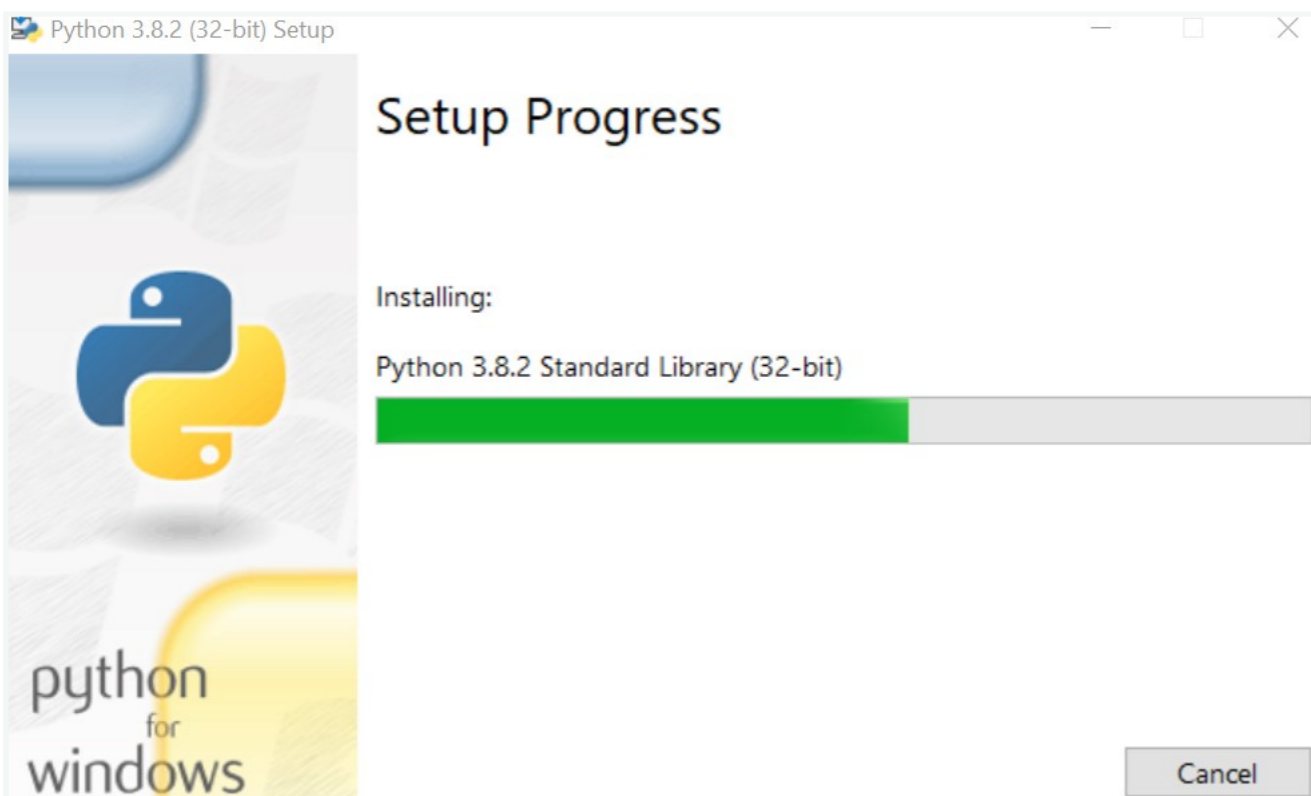 Python 3.8.2 (32-bit) Setup
Setup Progress
Installing:
Python 3.8.2 Standard Library (32-bit)
python
for
windows
Cancel